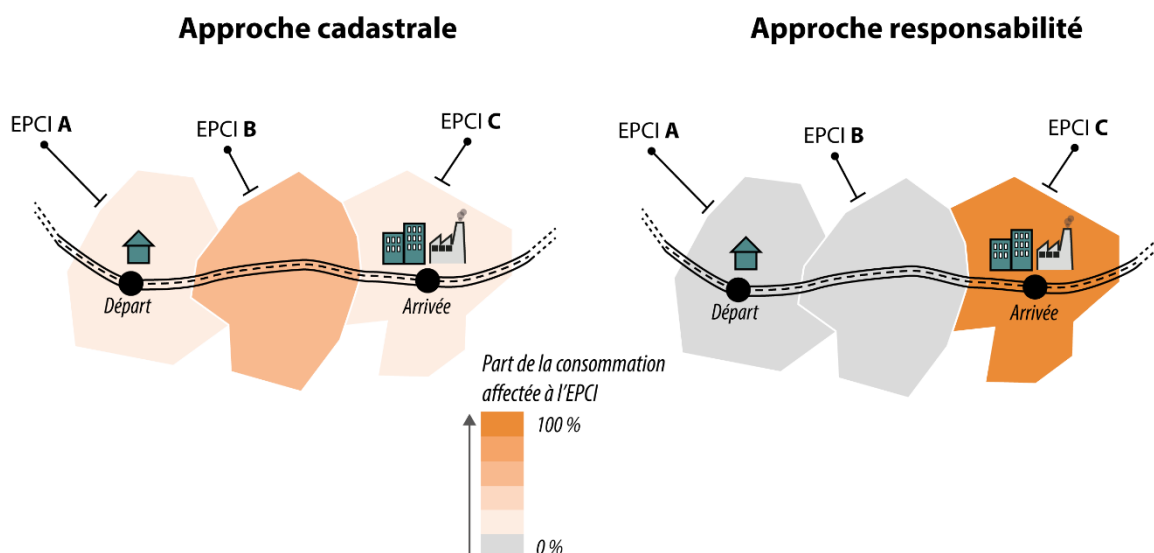 Approche cadastrale
EPCI A
EPCI B
EPCI C
Départ
Arrivée
Approche responsabilité
EPCI A
EPCI B
EPCI C
Départ
Arrivée
Part de la consommation
affectée à l'EPCI
100 %
0 %